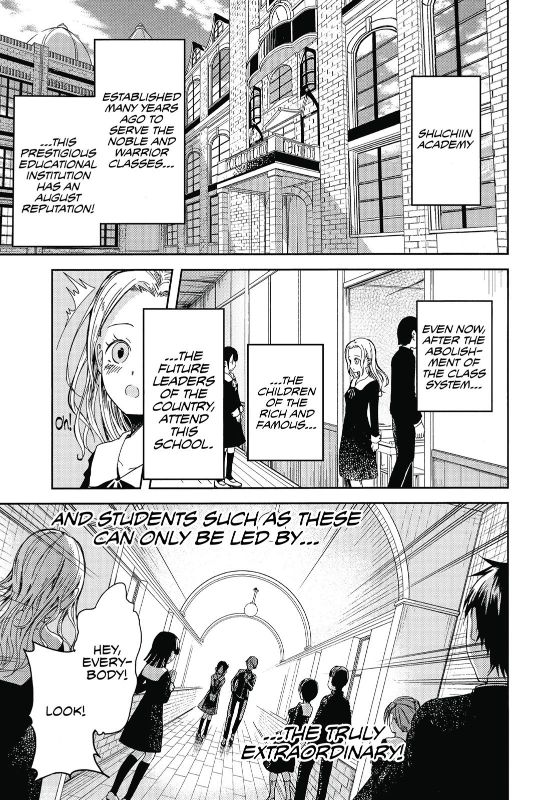 SHUCHIIN
ACADEMY
ESTABLISHED
MANY YEARS
AGO TO
SERVE THE
NOBLE AND
WARRIOR
CLASSES...
...THIS
PRESTIGIOUS
EDUCATIONAL
INSTITUTION
HAS AN
AUGUST
REPUTATION!
EVEN NOW,
AFTER THE
ABOLISH-
MENT OF
THE CLASS
SYSTEM...
...THE
CHILDREN
OF THE
RICH AND
FAMOUS...
...THE
FUTURE
LEADERS
OF THE
COUNTRY,
ATTEND
THIS
SCHOOL.
Oh!
AND STUDENTS SUCH AS THESE
CAN ONLY BE LED BY...
HEY,
EVERY-
BODY!
LOOK!
...THE TRULY
EXTRAORDINARY!